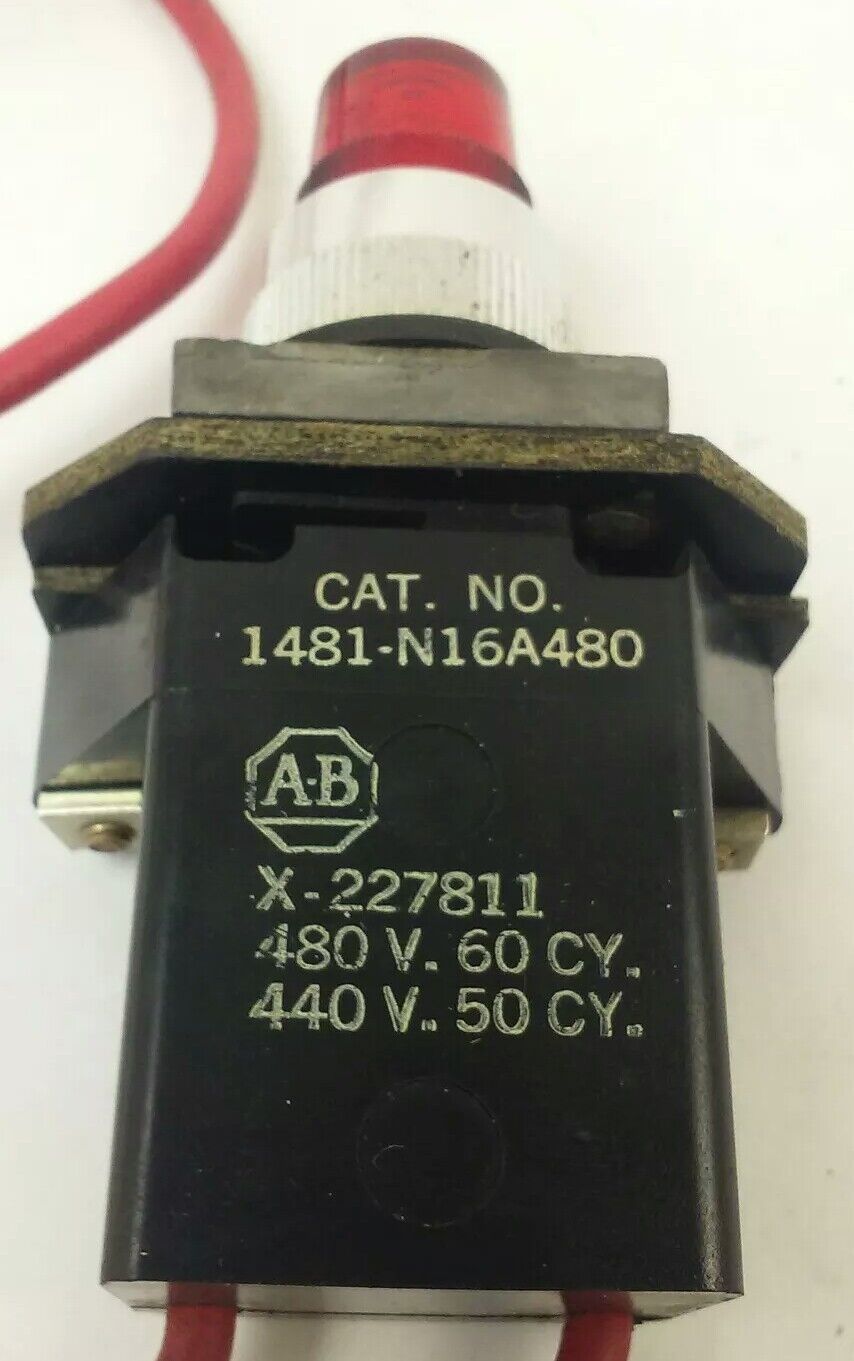 CAT. NO.
1481-N16A480
A-B
X-227811
480 V. 60 CY.
440 V. 50 CY.